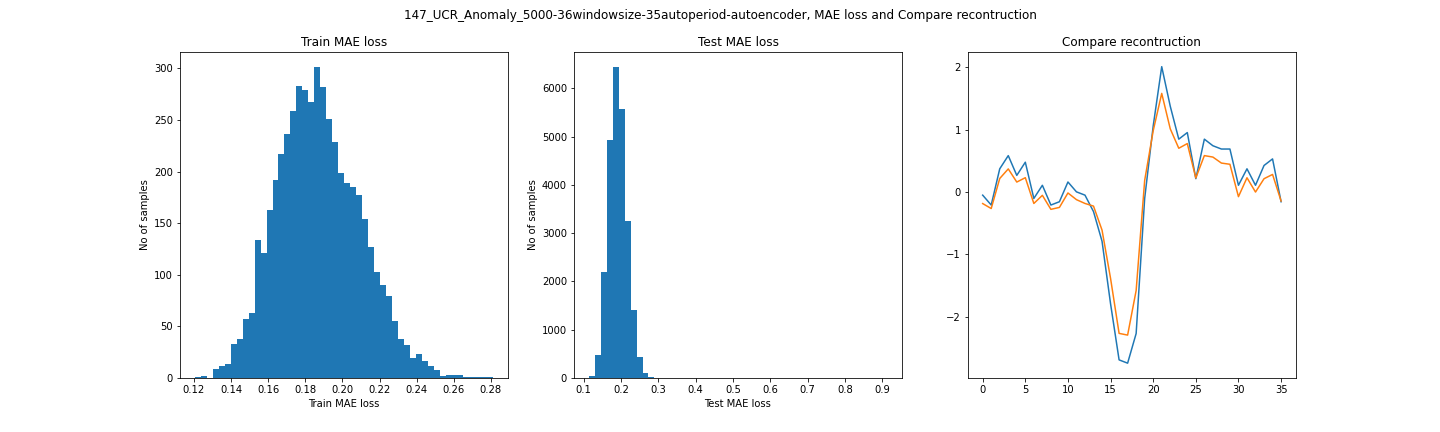 147_UCR_Anomaly_5000-36windowsize-35autoperiod-autoencoder, MAE loss and Compare recontruction
Train MAE loss
Test MAE loss
Compare recontruction
No of samples
300
250
200
150
100
50
0
0.12 0.14 0.16 0.18 0.20 0.22 0.24 0.26 0.28
Train MAE loss
No of samples
6000
5000
4000
3000
2000
1000
0
0.1 0.2 0.3 0.4 0.5 0.6 0.7 0.8 0.9
Test MAE loss
2
1
0
−1
−2
0 5 10 15 20 25 30 35